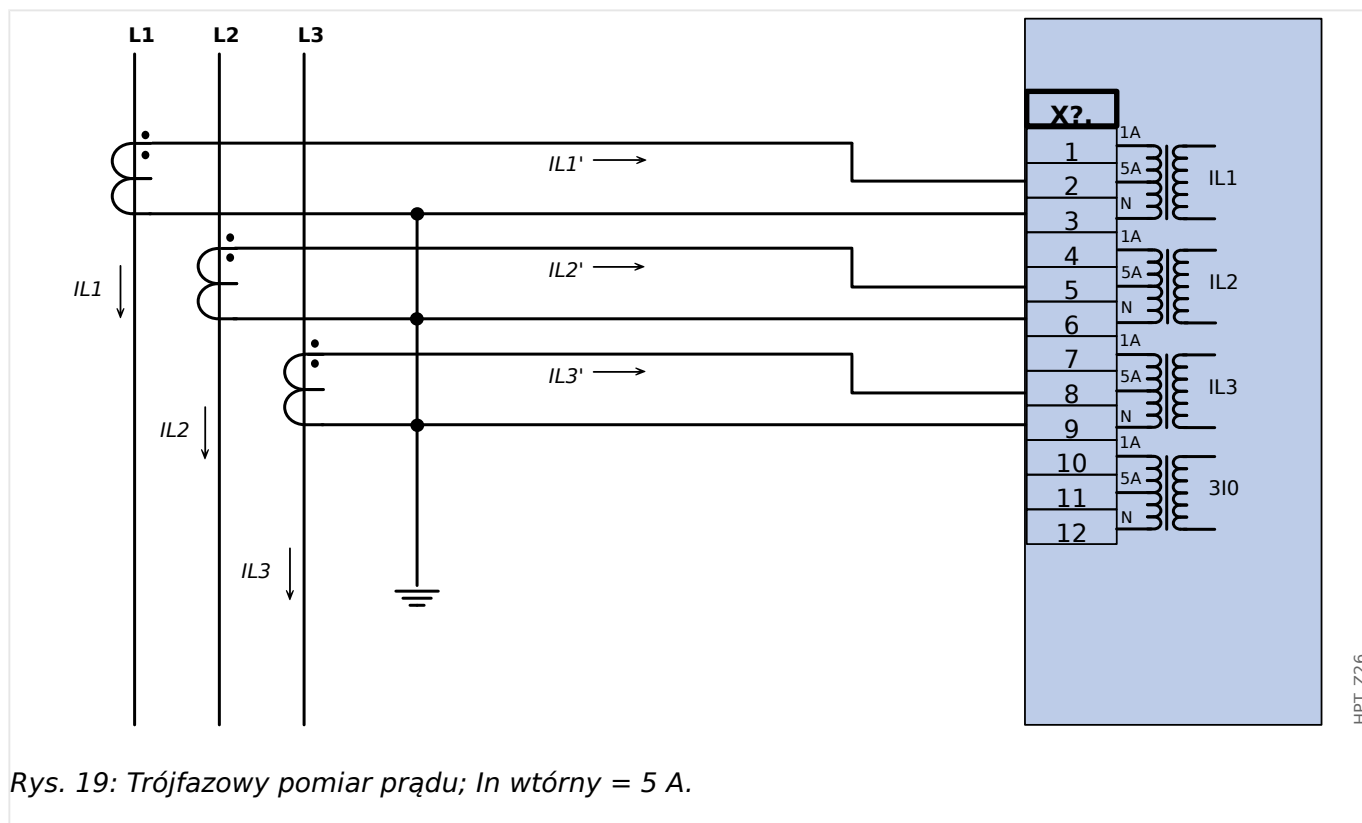 L1 L2 L3
X?.
1A
1
IL1'
5A
IL1
2
N
3
1A
4
IL2'
5A
IL2
IL1
5
N
6
1A
7
IL3'
5A
IL3
8
N
9
IL2
1A
10
5A
3I0
11
N
12
IL3
HPT_Z26
Rys. 19: Trójfazowy pomiar prądu; In wtórny = 5 A.